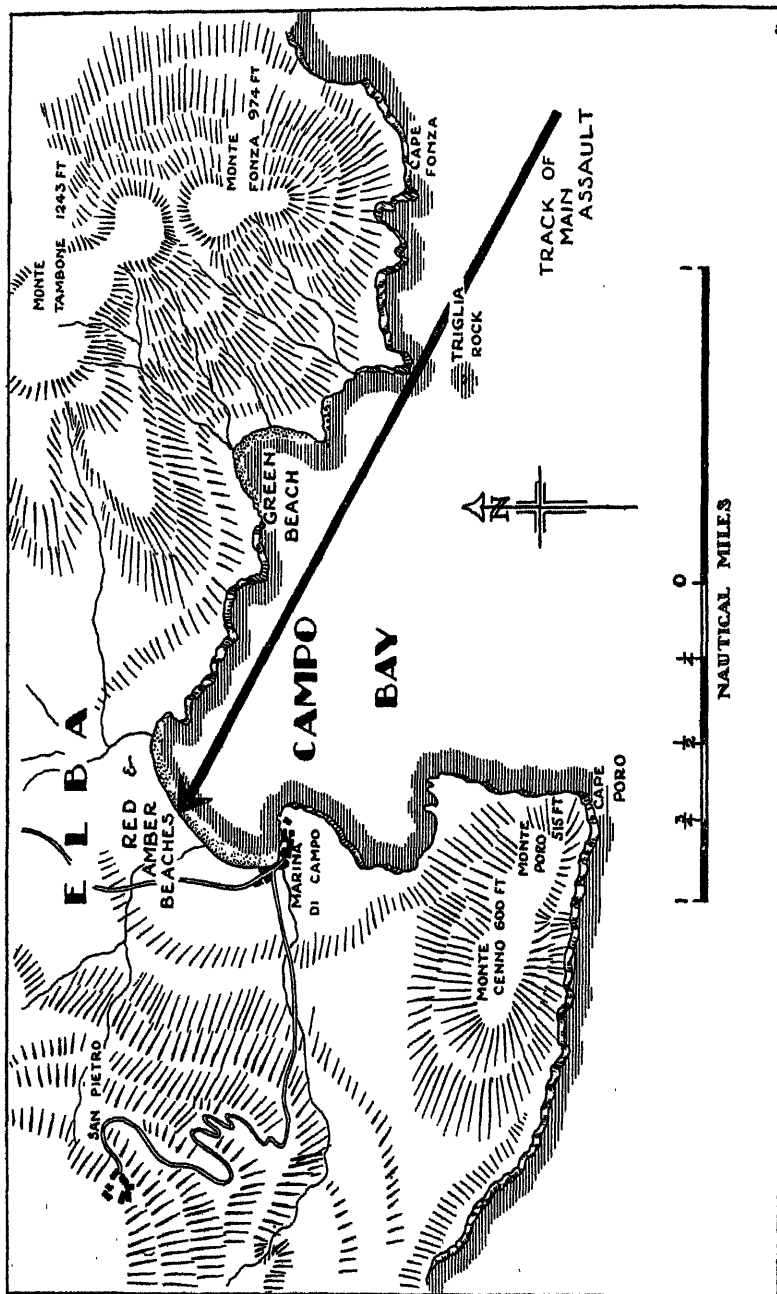 ELBA
MONTE
TAMBONE 1243 FT
MONTE
FONZA 974 FT
CAPE
FONZA
SAN PIETRO
RED &
AMBER
BEACHES
GREEN
BEACH
TRIGLIA
ROCK
TRACK OF
MAIN
ASSAULT
MARINA
DI CAMPO
CAMPO
BAY
MONTE
CENNO 600 FT
MONTE
PORO
515 FT
CAPE
PORO
N
1 ¾ ½ ¼ 0 1
NAUTICAL MILES